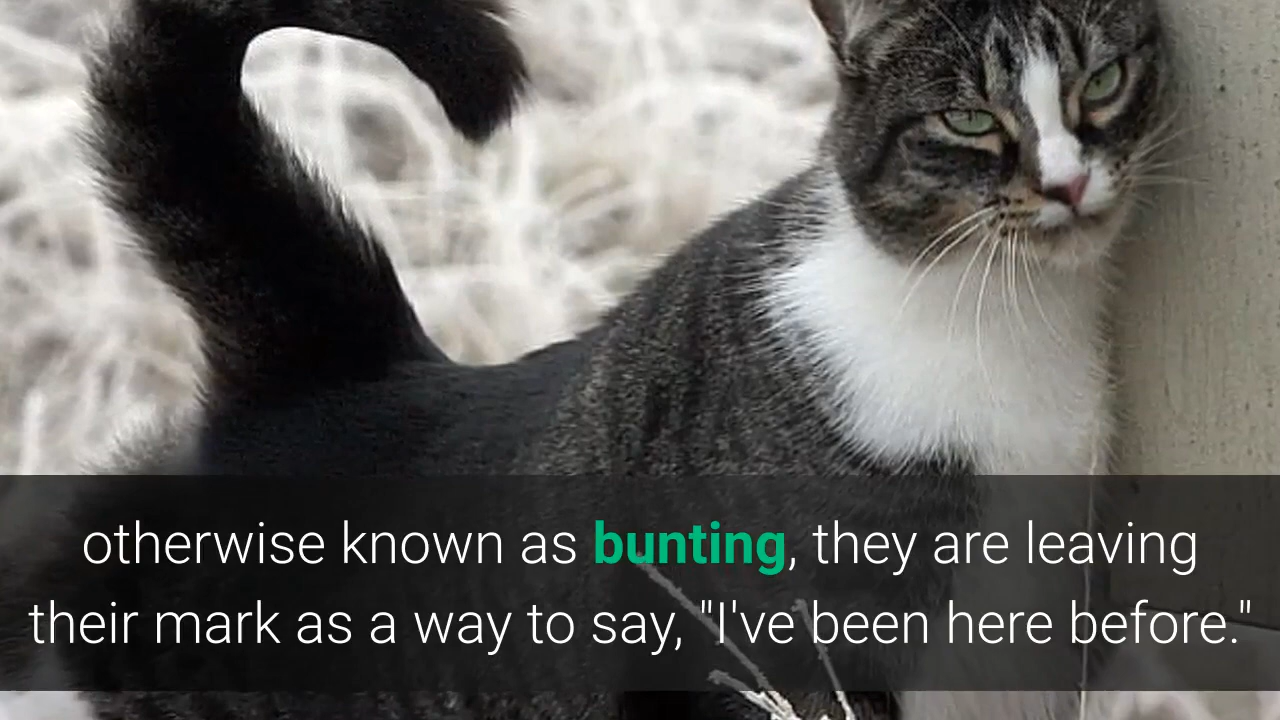 otherwise known as bunting, they are leaving
their mark as a way to say, "I've been here before."